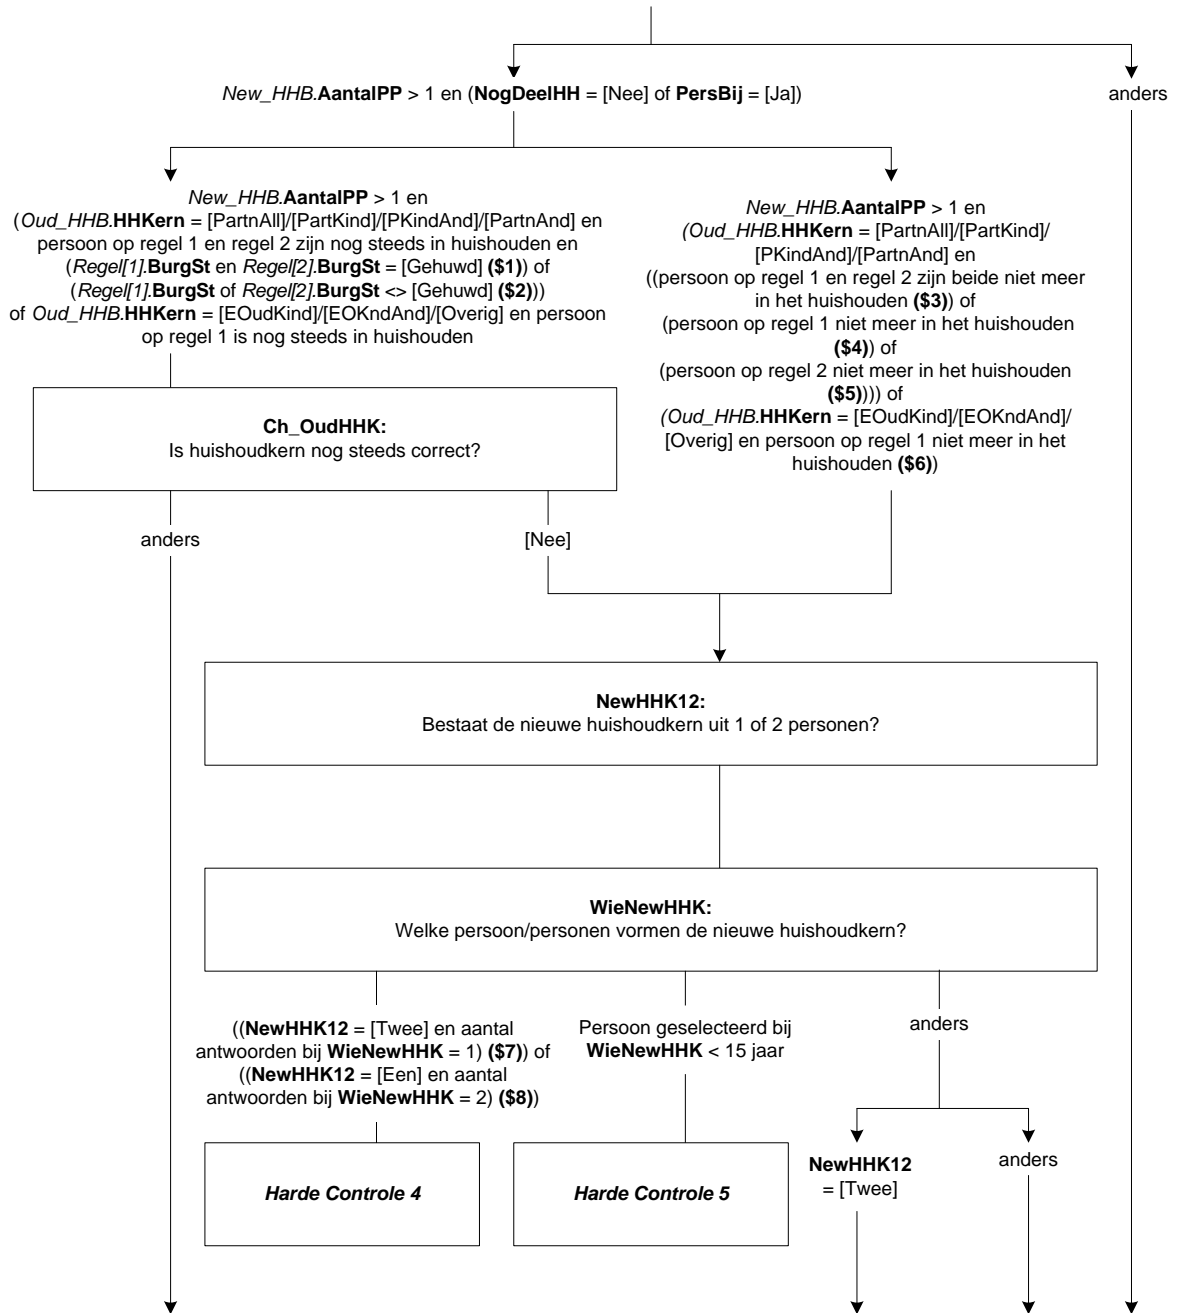 New_HHB.AantalPP > 1 en (NogDeelHH = [Nee] of PersBij = [Ja])
anders
New_HHB.AantalPP > 1 en
(Oud_HHB.HHKern = [PartnAll]/[PartKind]/[PKindAnd]/[PartnAnd] en
persoon op regel 1 en regel 2 zijn nog steeds in huishouden en
(Regel[1].BurgSt en Regel[2].BurgSt = [Gehuwd] ($1)) of
(Regel[1].BurgSt of Regel[2].BurgSt <> [Gehuwd] ($2)))
of Oud_HHB.HHKern = [EOudKind]/[EOKndAnd]/[Overig] en persoon
op regel 1 is nog steeds in huishouden
New_HHB.AantalPP > 1 en
(Oud_HHB.HHKern = [PartnAll]/[PartKind]/
[PKindAnd]/[PartnAnd] en
((persoon op regel 1 en regel 2 zijn beide niet meer
in het huishouden ($3)) of
(persoon op regel 1 niet meer in het huishouden
($4)) of
(persoon op regel 2 niet meer in het huishouden
($5))) of
(Oud_HHB.HHKern = [EOudKind]/[EOKndAnd]/
[Overig] en persoon op regel 1 niet meer in het
huishouden ($6))
Ch_OudHHK:
Is huishoudkern nog steeds correct?
anders
[Nee]
NewHHK12:
Bestaat de nieuwe huishoudkern uit 1 of 2 personen?
WieNewHHK:
Welke persoon/personen vormen de nieuwe huishoudkern?
((NewHHK12 = [Twee] en aantal
antwoorden bij WieNewHHK = 1) ($7)) of
((NewHHK12 = [Een] en aantal
antwoorden bij WieNewHHK = 2) ($8))
Persoon geselecteerd bij
WieNewHHK < 15 jaar
anders
Harde Controle 4
Harde Controle 5
NewHHK12
= [Twee]
anders